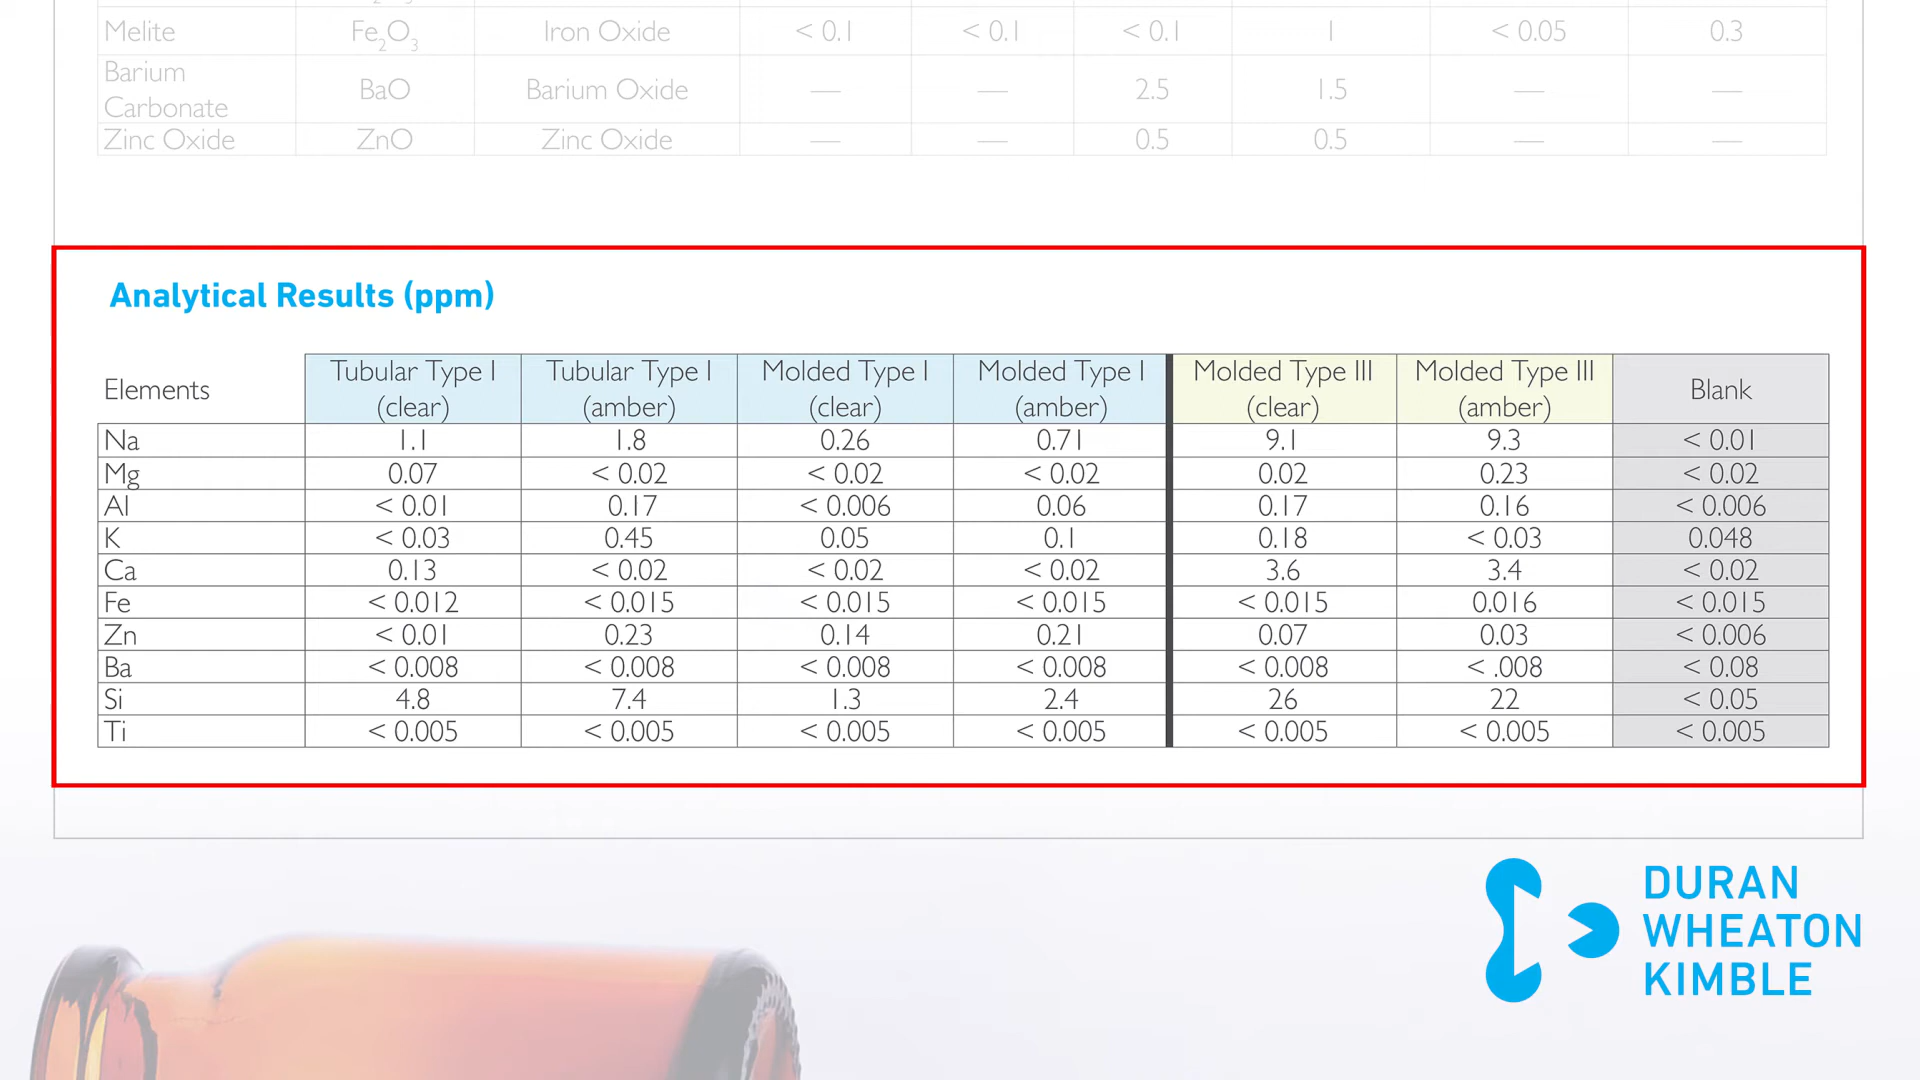 Melite Fe2O3 Iron Oxide < 0.1 < 0.1 < 0.1 1 < 0.05 0.3
Barium Carbonate BaO Barium Oxide — — 2.5 1.5 — —
Zinc Oxide ZnO Zinc Oxide — — 0.5 0.5 — —
Analytical Results (ppm)
Elements Tubular Type I (clear) Tubular Type I (amber) Molded Type I (clear) Molded Type I (amber) Molded Type III (clear) Molded Type III (amber) Blank
Na 1.1 1.8 0.26 0.71 9.1 9.3 < 0.01
Mg 0.07 < 0.02 < 0.02 < 0.02 0.02 0.23 < 0.02
Al < 0.01 0.17 < 0.006 0.06 0.17 0.16 < 0.006
K < 0.03 0.45 0.05 0.1 0.18 < 0.03 0.048
Ca 0.13 < 0.02 < 0.02 < 0.02 3.6 3.4 < 0.02
Fe < 0.012 < 0.015 < 0.015 < 0.015 < 0.015 0.016 < 0.015
Zn < 0.01 0.23 0.14 0.21 0.07 0.03 < 0.006
Ba < 0.008 < 0.008 < 0.008 < 0.008 < 0.008 < .008 < 0.08
Si 4.8 7.4 1.3 2.4 26 22 < 0.05
Ti < 0.005 < 0.005 < 0.005 < 0.005 < 0.005 < 0.005 < 0.005
DURAN
WHEATON
KIMBLE